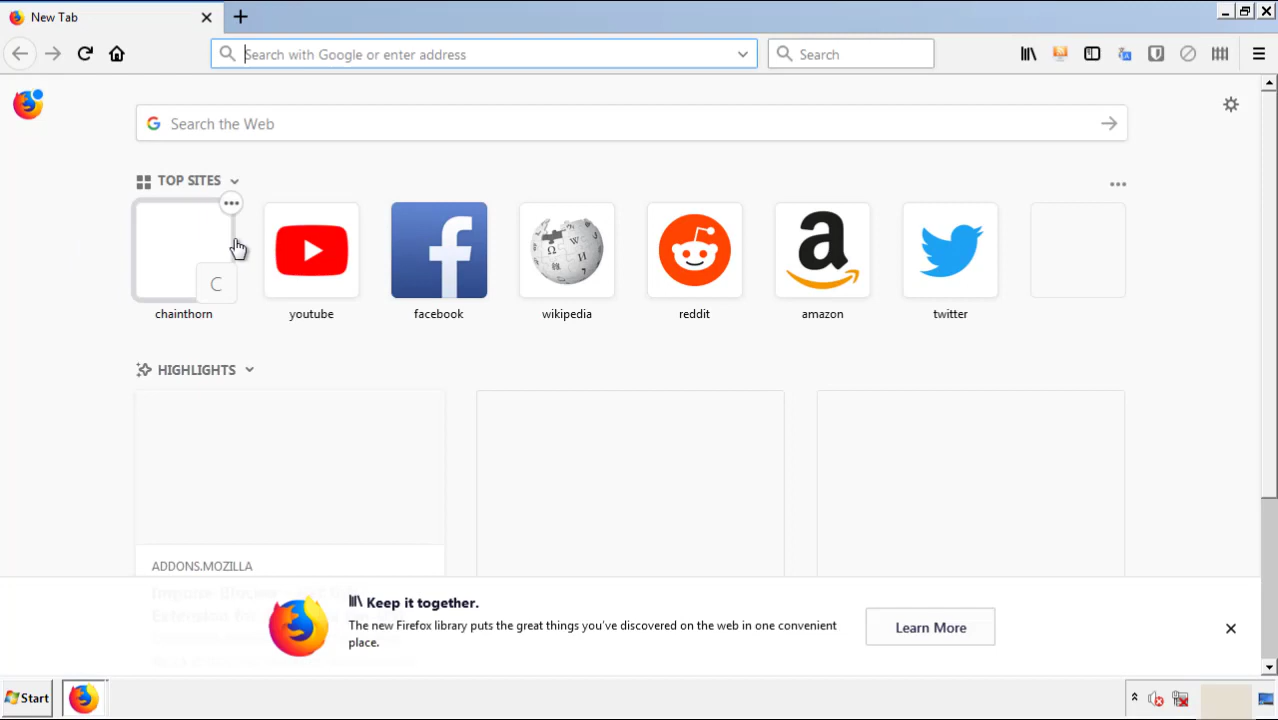 New Tab
Search with Google or enter address
Search
Search the Web
TOP SITES
C
chainthorn
youtube
facebook
wikipedia
reddit
amazon
twitter
HIGHLIGHTS
ADDONS.MOZILLA
Keep it together.
The new Firefox library puts the great things you've discovered on the web in one convenient
place.
Learn More
Start